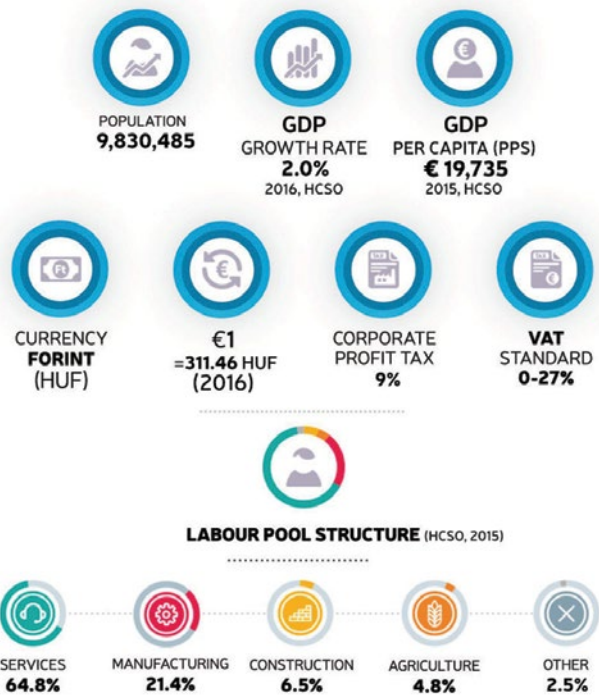 POPULATION
9,830,485
GDP
GROWTH RATE
2.0%
2016, HCSO
GDP
PER CAPITA (PPS)
€ 19,735
2015, HCSO
CURRENCY
FORINT
(HUF)
€1
=311.46 HUF
(2016)
CORPORATE
PROFIT TAX
9%
VAT
STANDARD
0-27%
LABOUR POOL STRUCTURE (HCSO, 2015)
SERVICES
64.8%
MANUFACTURING
21.4%
CONSTRUCTION
6.5%
AGRICULTURE
4.8%
OTHER
2.5%